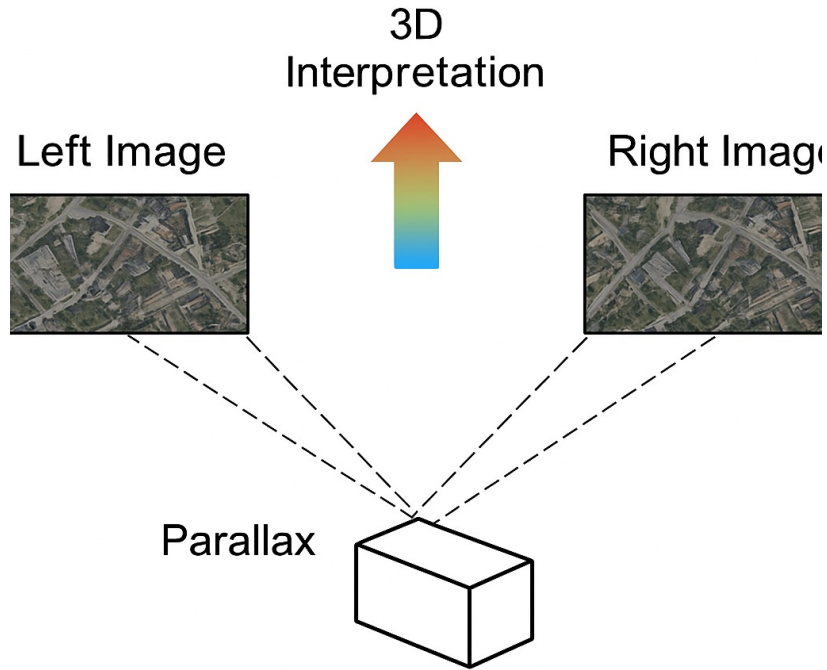 3D
Interpretation
Left Image
Right Image
Parallax